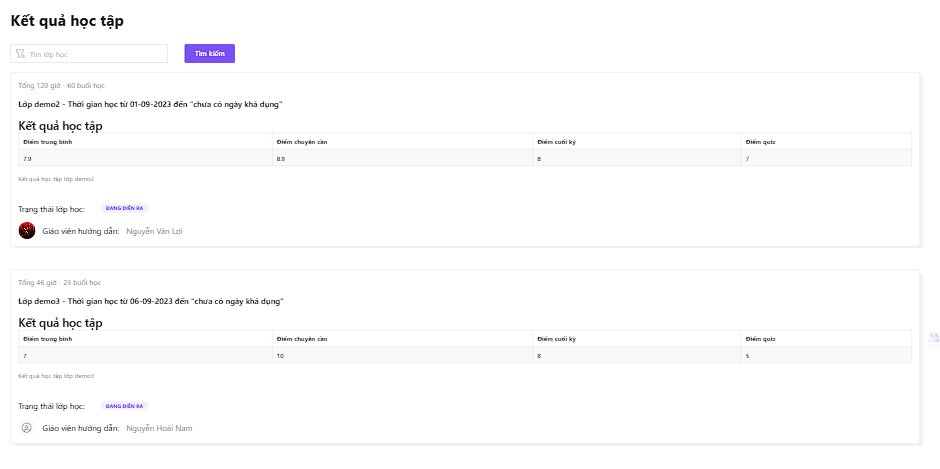 Kết quả học tập
Tìm lớp học
Tìm kiếm
Tổng 120 giờ · 60 buổi học
Lớp demo2 - Thời gian học từ 01-09-2023 đến "chưa có ngày khả dụng"
Kết quả học tập
Điểm trung bình Điểm chuyên cần Điểm cuối kỳ Điểm quiz
7.9 8.9 8 7
Kết quả học tập lớp demo2
Trạng thái lớp học: ĐANG DIỄN RA
Giáo viên hướng dẫn: Nguyễn Văn Lợi
Tổng 46 giờ · 23 buổi học
Lớp demo3 - Thời gian học từ 06-09-2023 đến "chưa có ngày khả dụng"
Kết quả học tập
Điểm trung bình Điểm chuyên cần Điểm cuối kỳ Điểm quiz
7 10 8 5
Kết quả học tập lớp demo3
Trạng thái lớp học: ĐANG DIỄN RA
Giáo viên hướng dẫn: Nguyễn Hoài Nam